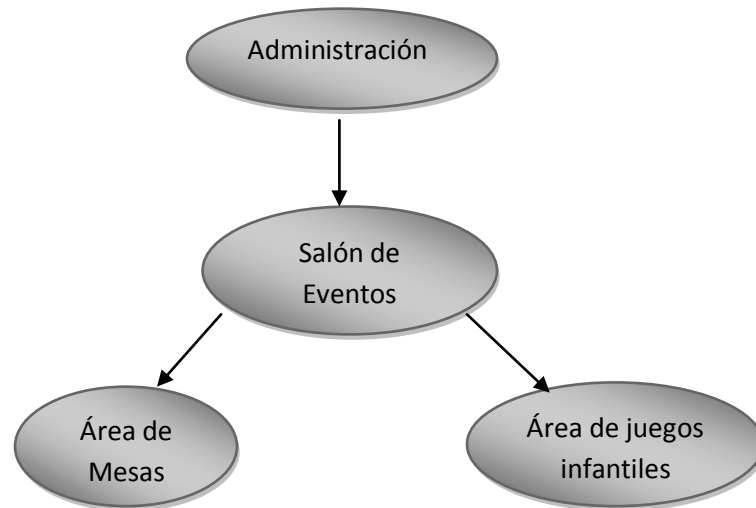 Administración
Salón de
Eventos
Área de
Mesas
Área de juegos
infantiles